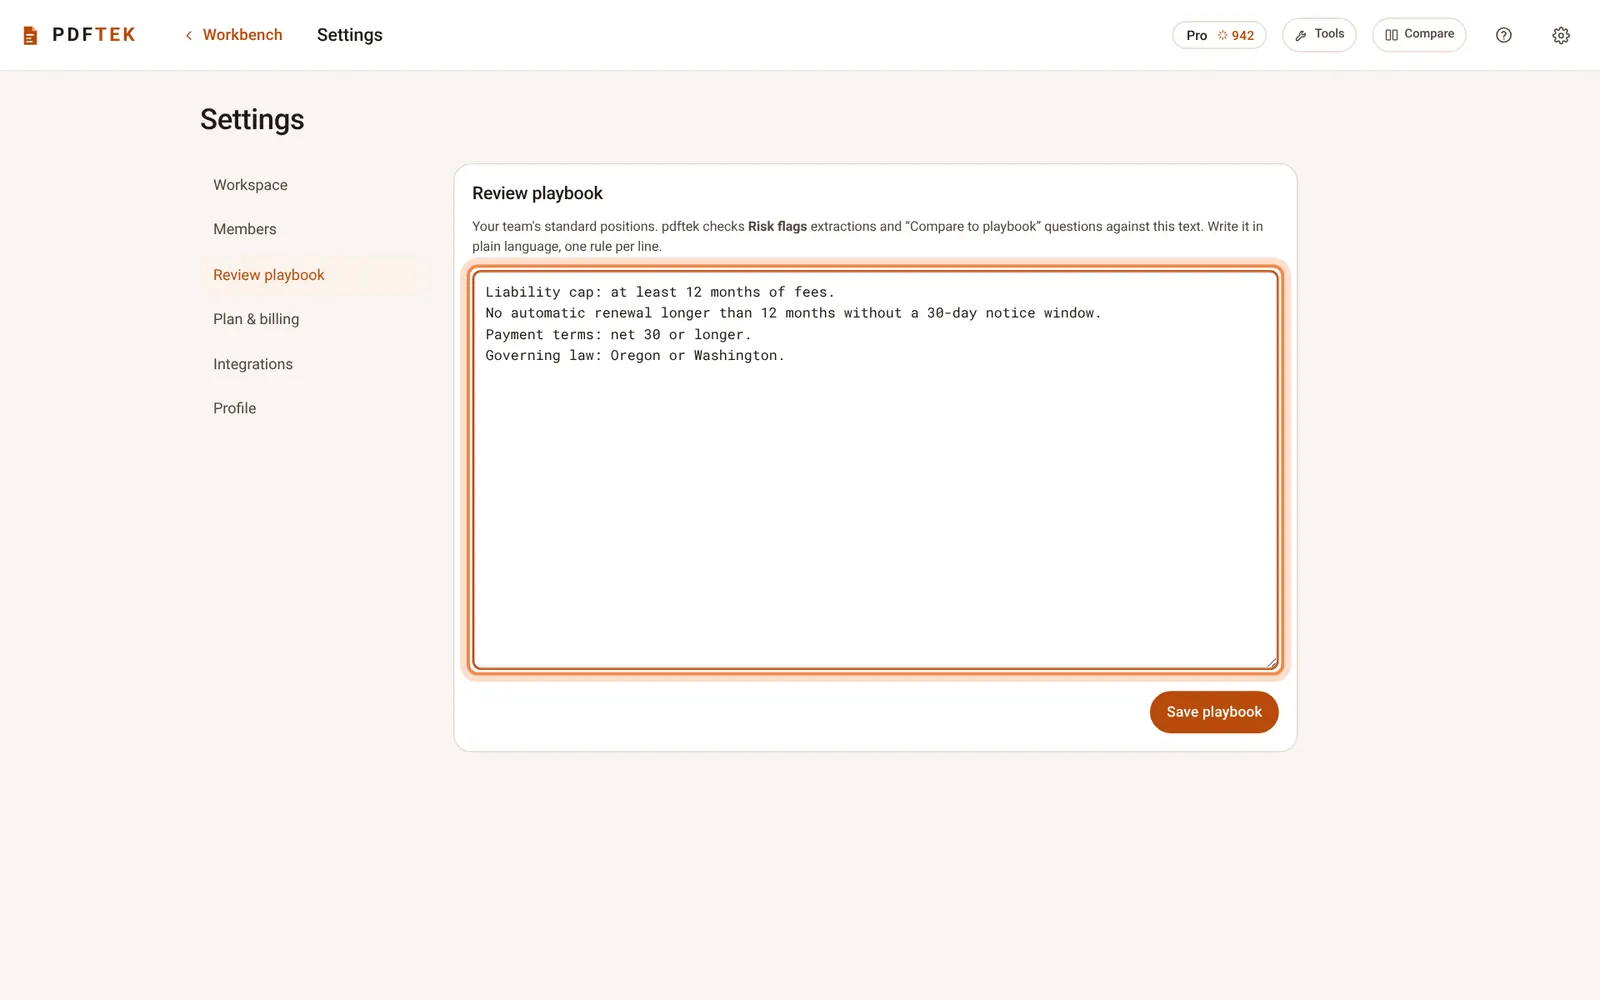 PDFTEK
Workbench
Settings
Pro 942
Tools
Compare
Settings
Workspace
Members
Review playbook
Plan & billing
Integrations
Profile
Review playbook
Your team's standard positions. pdftek checks Risk flags extractions and “Compare to playbook” questions against this text. Write it in
plain language, one rule per line.
Liability cap: at least 12 months of fees.
No automatic renewal longer than 12 months without a 30-day notice window.
Payment terms: net 30 or longer.
Governing law: Oregon or Washington.
Save playbook